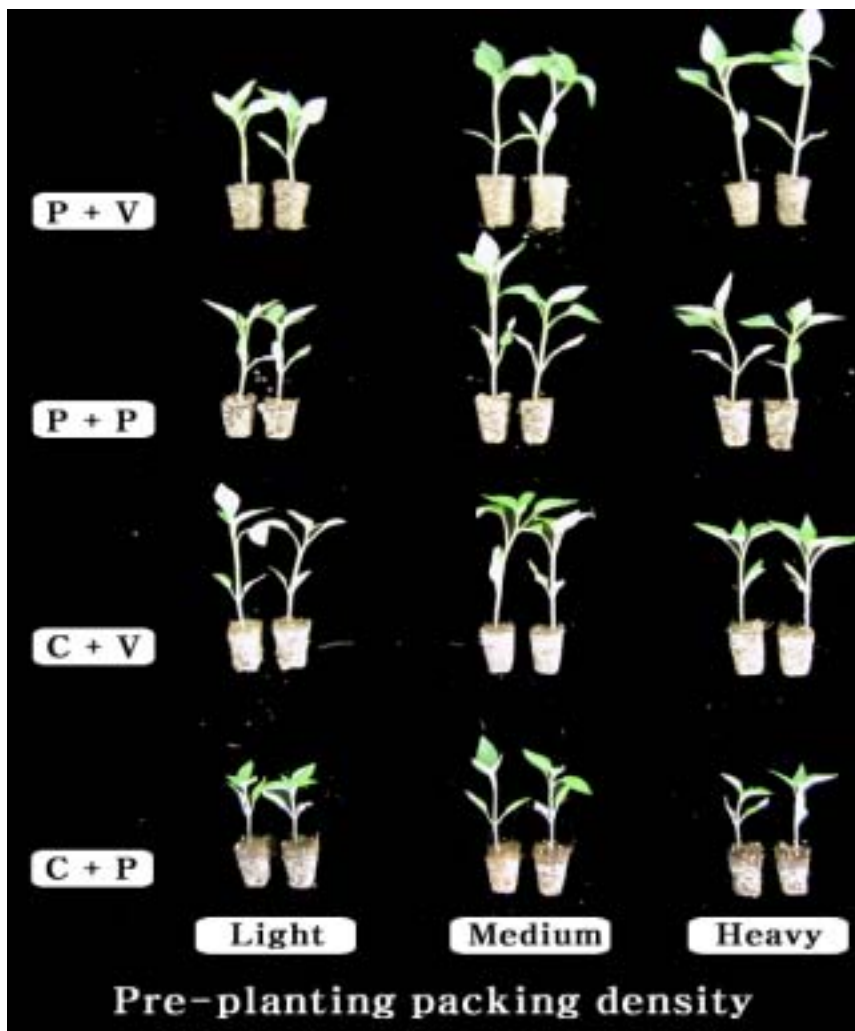 P + V
P + P
C + V
C + P
Light Medium Heavy
Pre-planting packing density